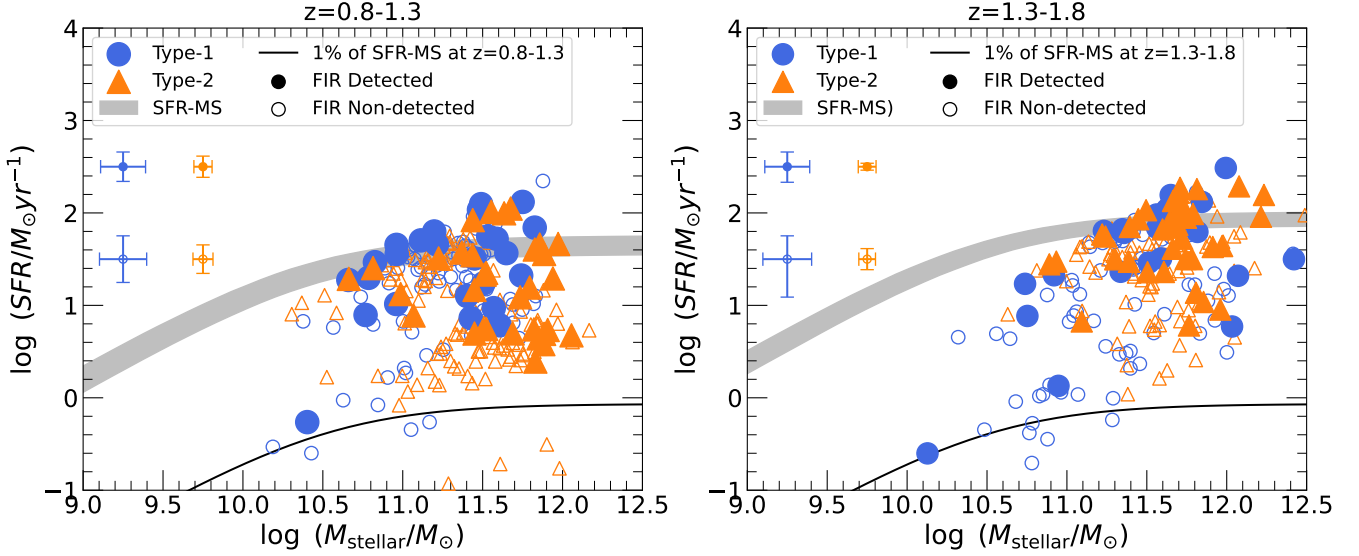 z=0.8-1.3
Type-1
Type-2
SFR-MS
1% of SFR-MS at z=0.8-1.3
FIR Detected
FIR Non-detected
4
3
2
1
0
−1
log (SFR/M⊙yr⁻¹)
9.0 9.5 10.0 10.5 11.0 11.5 12.0 12.5
log (Mstellar/M⊙)
z=1.3-1.8
Type-1
Type-2
SFR-MS)
1% of SFR-MS at z=1.3-1.8
FIR Detected
FIR Non-detected
4
3
2
1
0
−1
log (SFR/M⊙yr⁻¹)
9.0 9.5 10.0 10.5 11.0 11.5 12.0 12.5
log (Mstellar/M⊙)